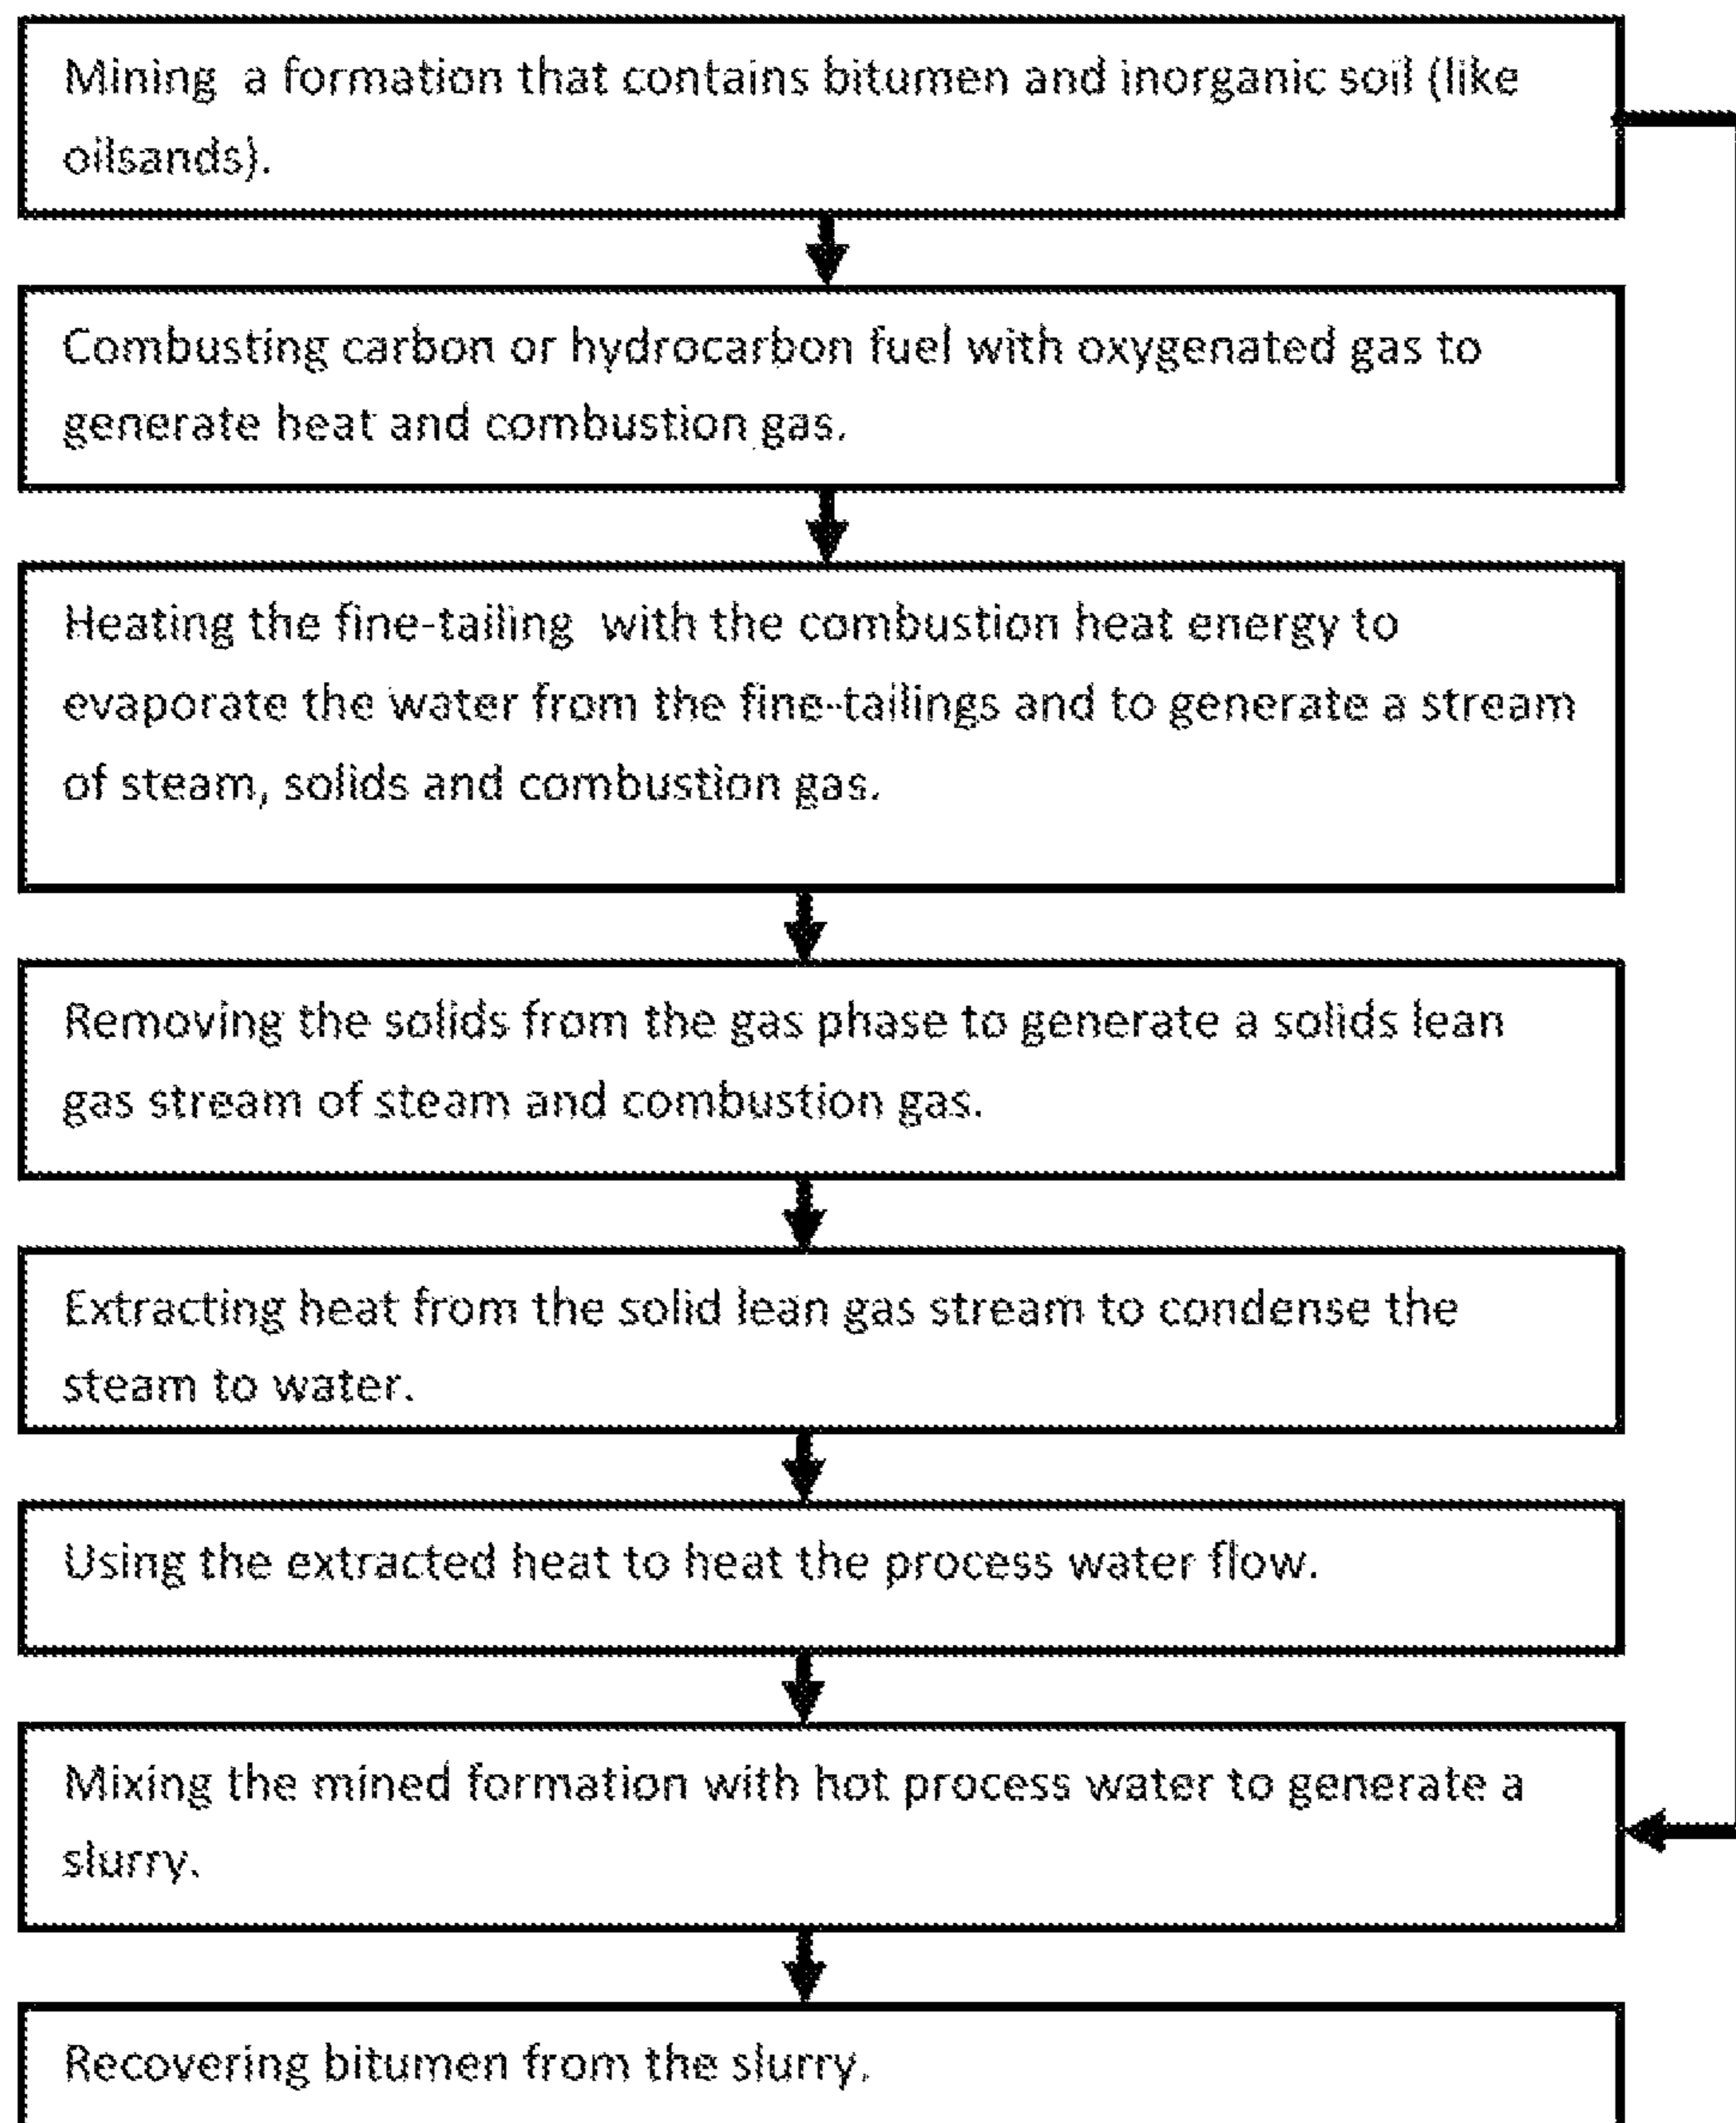 Mining a formation that contains bitumen and inorganic soil (like
oilsands).
Combusting carbon or hydrocarbon fuel with oxygenated gas to
generate heat and combustion gas.
Heating the fine-tailing with the combustion heat energy to
evaporate the water from the fine-tailings and to generate a stream
of steam, solids and combustion gas.
Removing the solids from the gas phase to generate a solids lean
gas stream of steam and combustion gas.
Extracting heat from the solid lean gas stream to condense the
steam to water.
Using the extracted heat to heat the process water flow.
Mixing the mined formation with hot process water to generate a
slurry.
Recovering bitumen from the slurry.